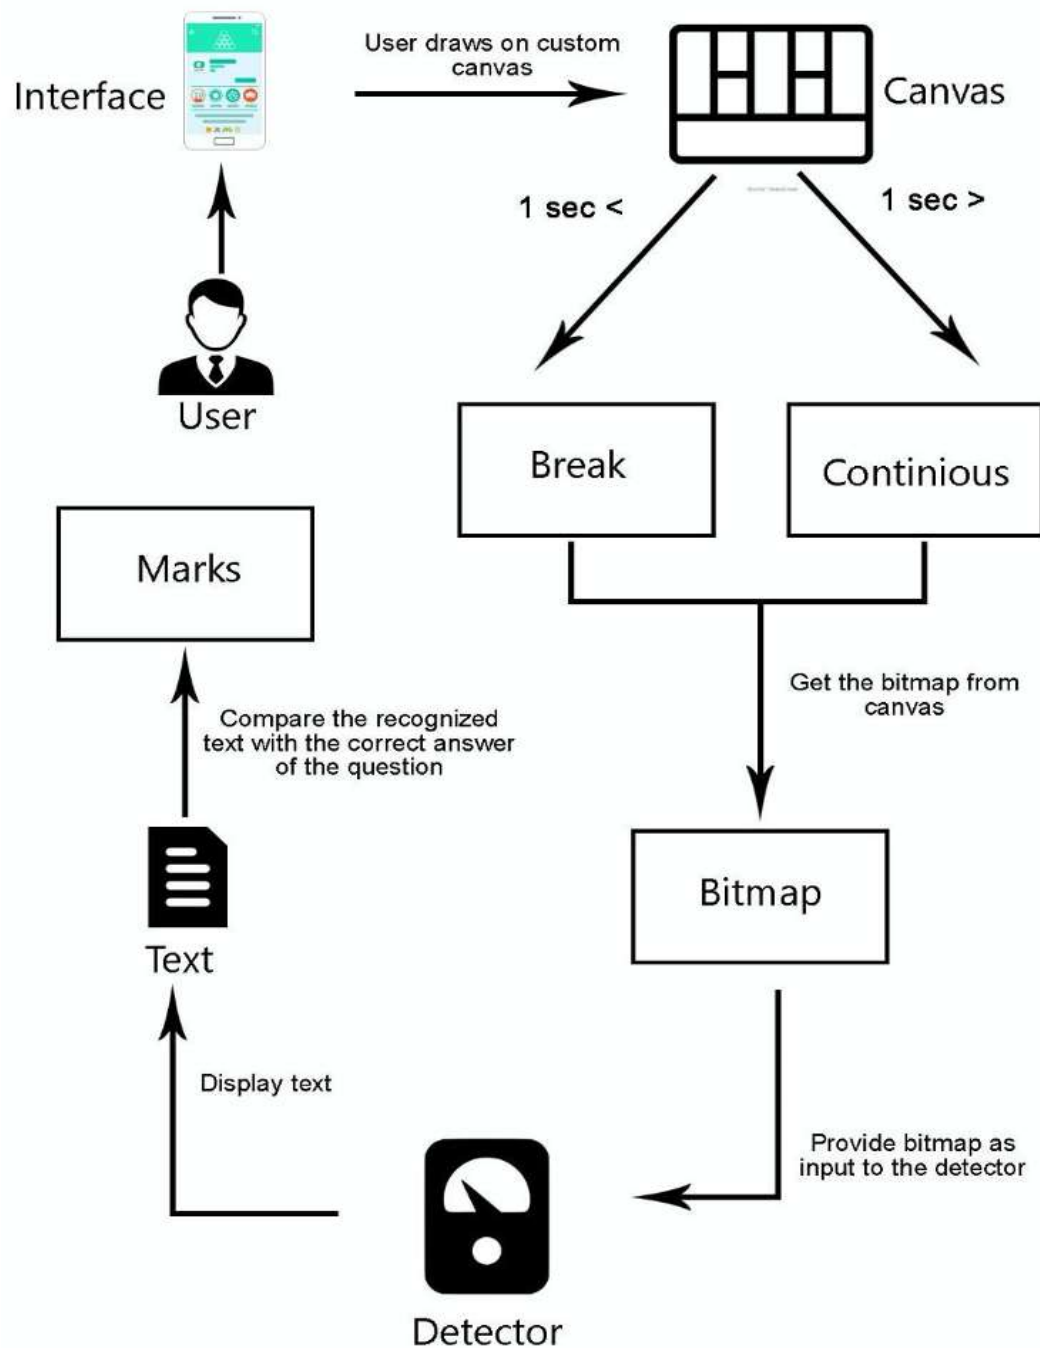 Interface
User draws on custom
canvas
Canvas
1 sec <
1 sec >
User
Break
Continious
Marks
Get the bitmap from
canvas
Compare the recognized
text with the correct answer
of the question
Bitmap
Text
Display text
Provide bitmap as
input to the detector
Detector